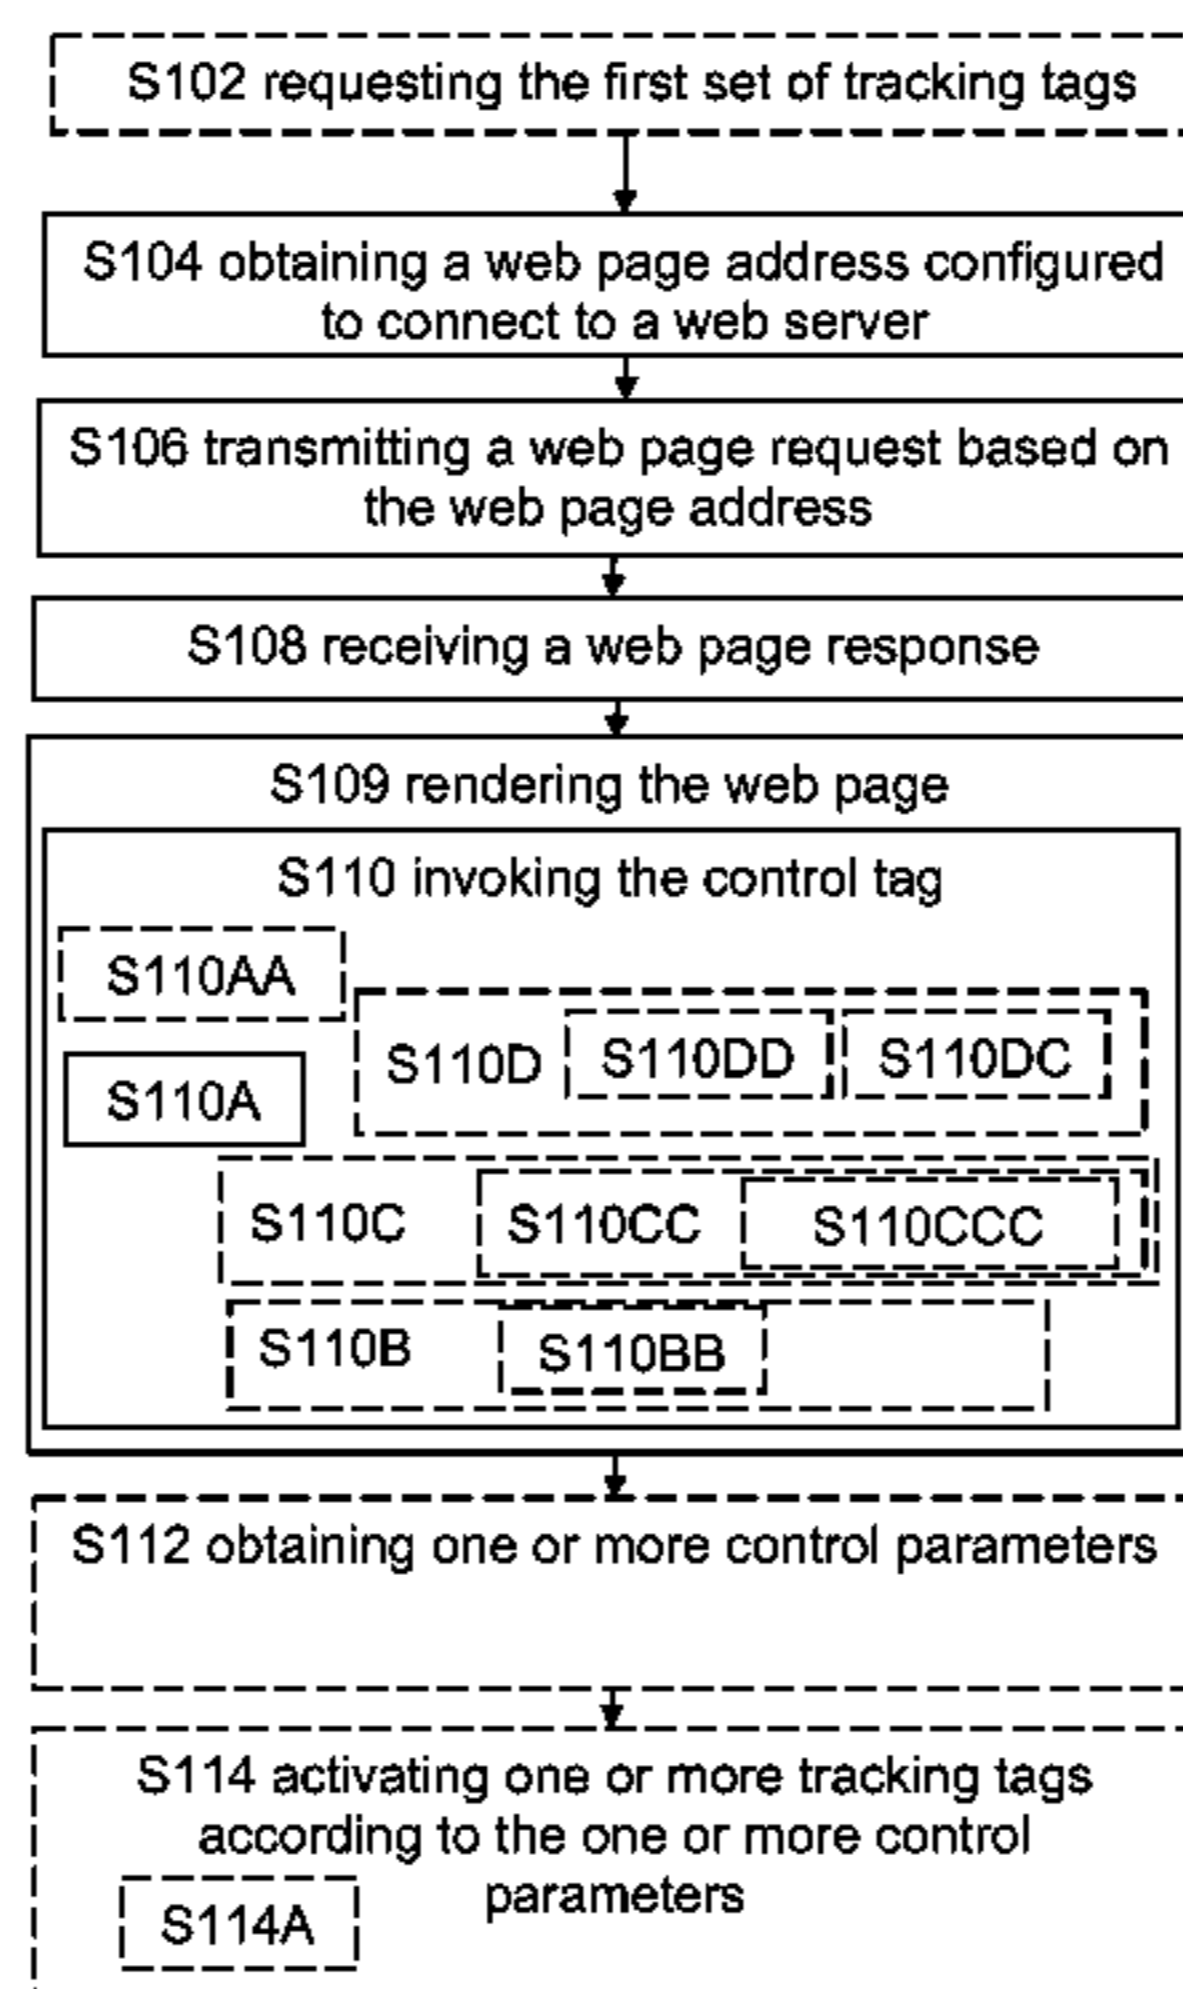 S102 requesting the first set of tracking tags
S104 obtaining a web page address configured
to connect to a web server
S106 transmitting a web page request based on
the web page address
S108 receiving a web page response
S109 rendering the web page
S110 invoking the control tag
S110AA
S110D S110DD S110DC
S110A
S110C S110CC S110CCC
S110B S110BB
S112 obtaining one or more control parameters
S114 activating one or more tracking tags
according to the one or more control
parameters
S114A